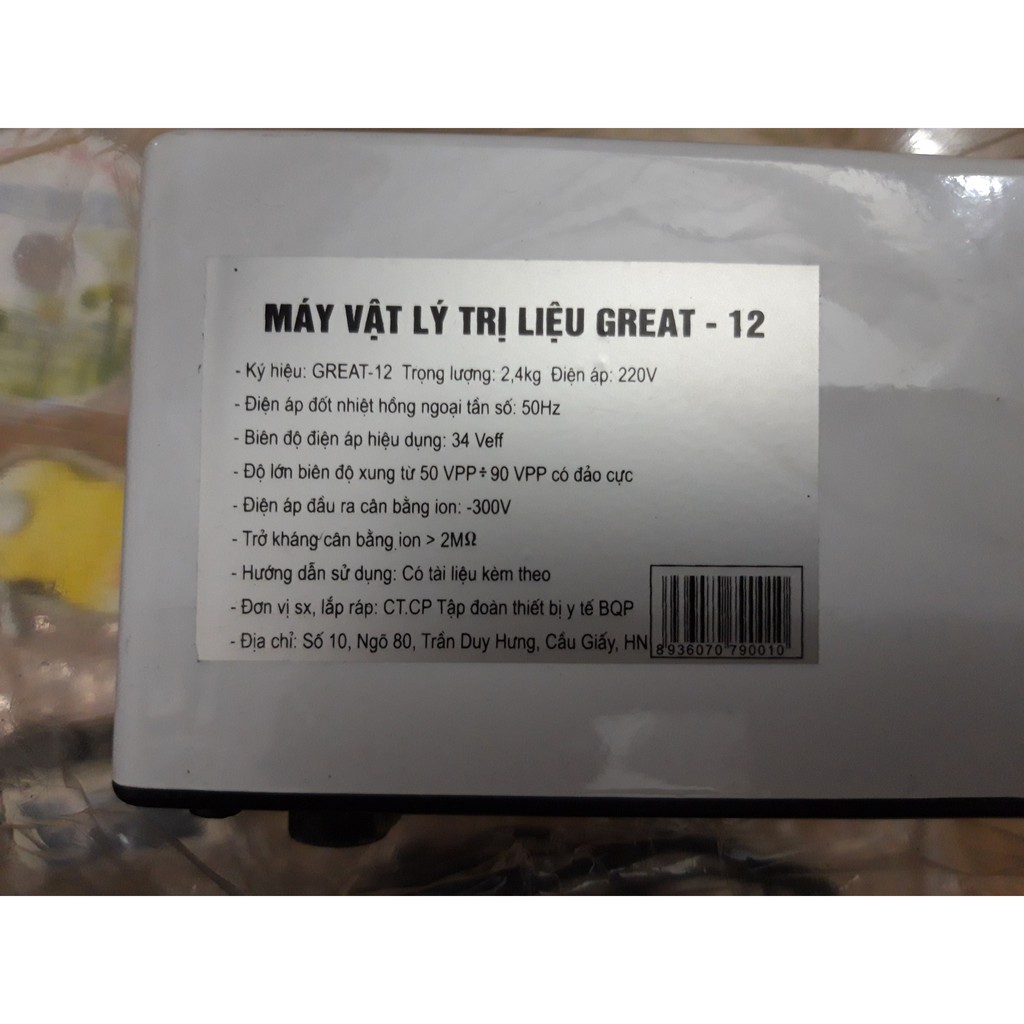 MÁY VẬT LÝ TRỊ LIỆU GREAT - 12
- Ký hiệu: GREAT-12 Trọng lượng: 2,4kg Điện áp: 220V
- Điện áp đốt nhiệt hồng ngoại tần số: 50Hz
- Biên độ điện áp hiệu dụng: 34 Veff
- Độ lớn biên độ xung từ 50 VPP÷90 VPP có đảo cực
- Điện áp đầu ra cân bằng ion: -300V
- Trở kháng cân bằng ion > 2MΩ
- Hướng dẫn sử dụng: Có tài liệu kèm theo
- Đơn vị sx, lắp ráp: CT.CP Tập đoàn thiết bị y tế BQP
- Địa chỉ: Số 10, Ngõ 80, Trần Duy Hưng, Cầu Giấy, HN
8 936070 790010